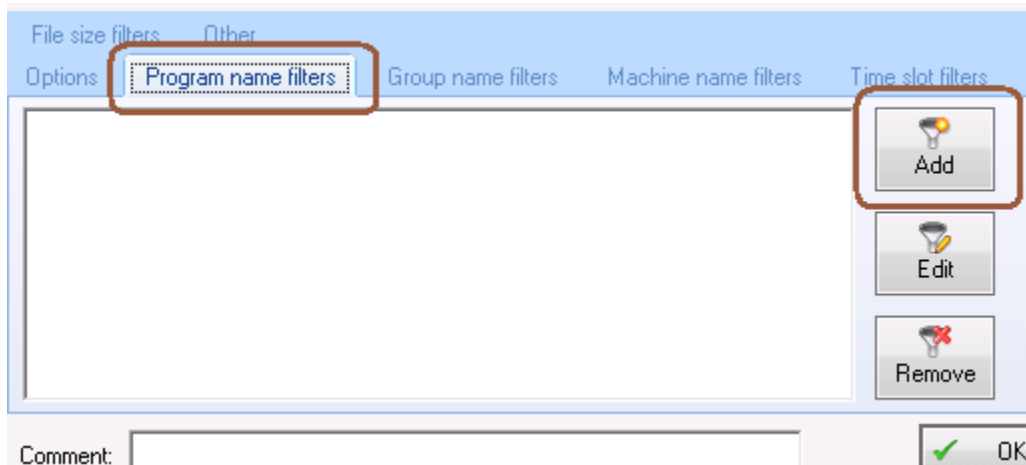 File size filters Other
Options Program name filters Group name filters Machine name filters Time slot filters
Add
Edit
Remove
Comment: OK